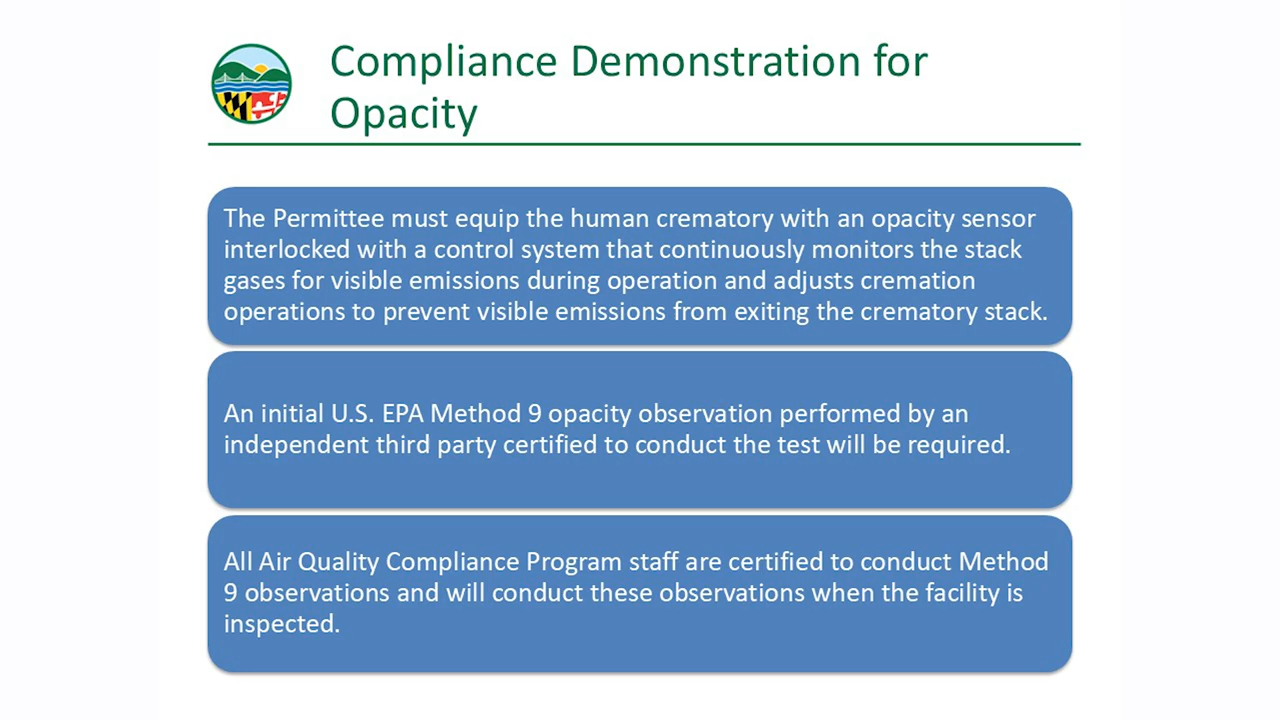 Compliance Demonstration for
Opacity
The Permittee must equip the human crematory with an opacity sensor
interlocked with a control system that continuously monitors the stack
gases for visible emissions during operation and adjusts cremation
operations to prevent visible emissions from exiting the crematory stack.
An initial U.S. EPA Method 9 opacity observation performed by an
independent third party certified to conduct the test will be required.
All Air Quality Compliance Program staff are certified to conduct Method
9 observations and will conduct these observations when the facility is
inspected.